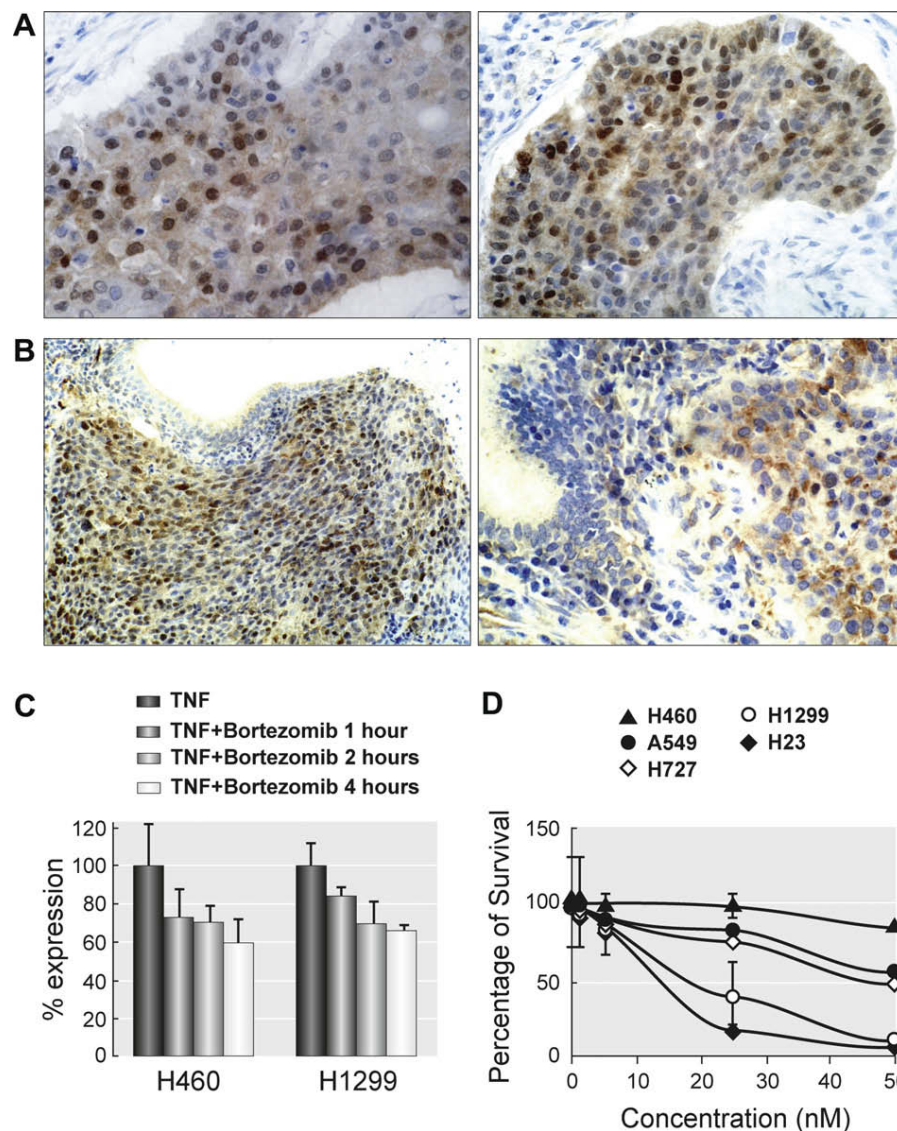 A
B
C
TNF
TNF+Bortezomib 1 hour
TNF+Bortezomib 2 hours
TNF+Bortezomib 4 hours
% expression
120
100
80
60
40
20
0
H460
H1299
D
H460
H1299
A549
H23
H727
Percentage of Survival
150
100
50
0
0
10
20
30
40
Concentration (nM)